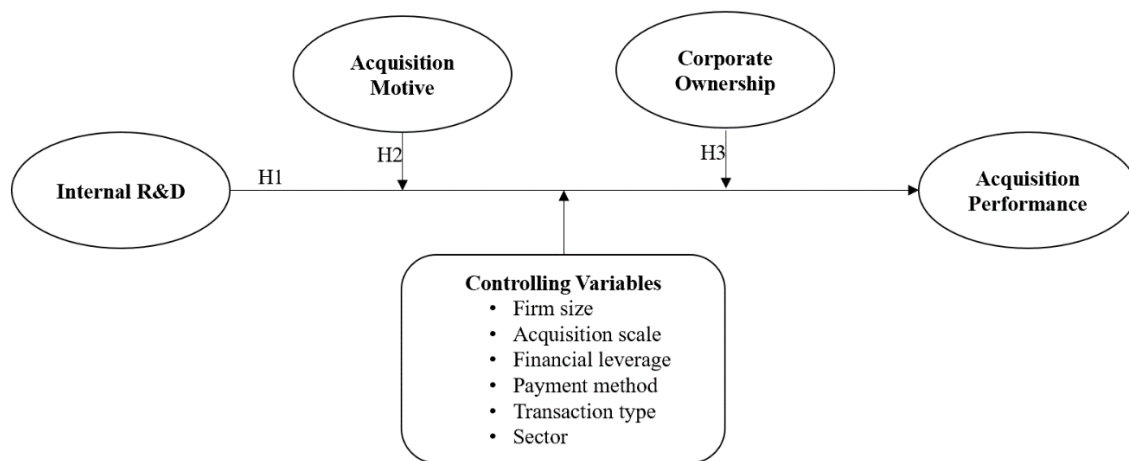 Acquisition
Motive
Corporate
Ownership
H2
H3
Internal R&D
H1
Acquisition
Performance
Controlling Variables
• Firm size
• Acquisition scale
• Financial leverage
• Payment method
• Transaction type
• Sector